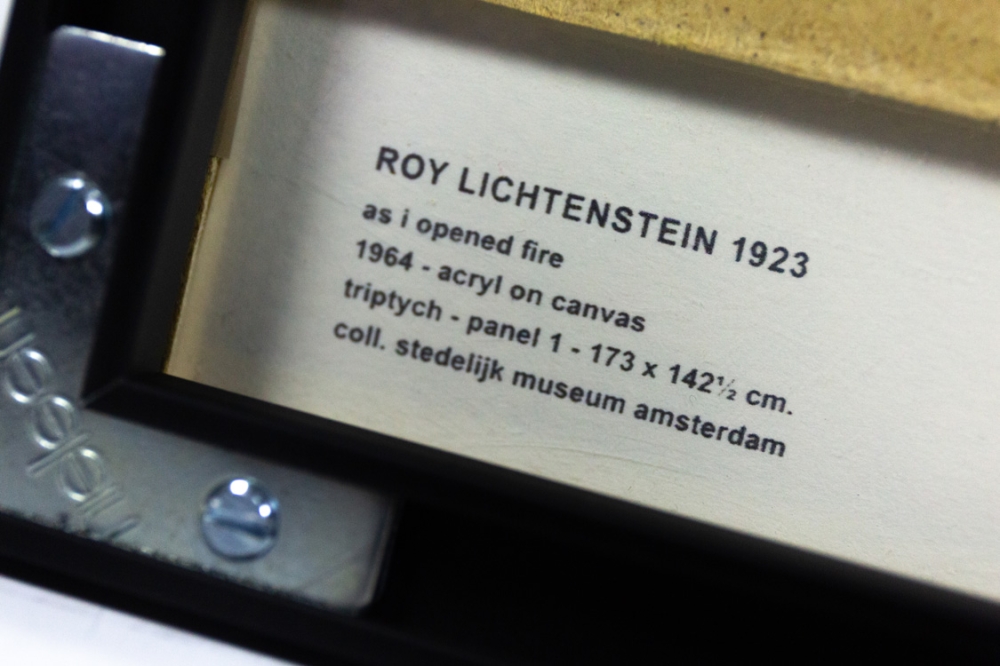 ROY LICHTENSTEIN 1923
as i opened fire
1964 - acryl on canvas
triptych - panel 1 - 173 x 142½ cm.
coll. stedelijk museum amsterdam